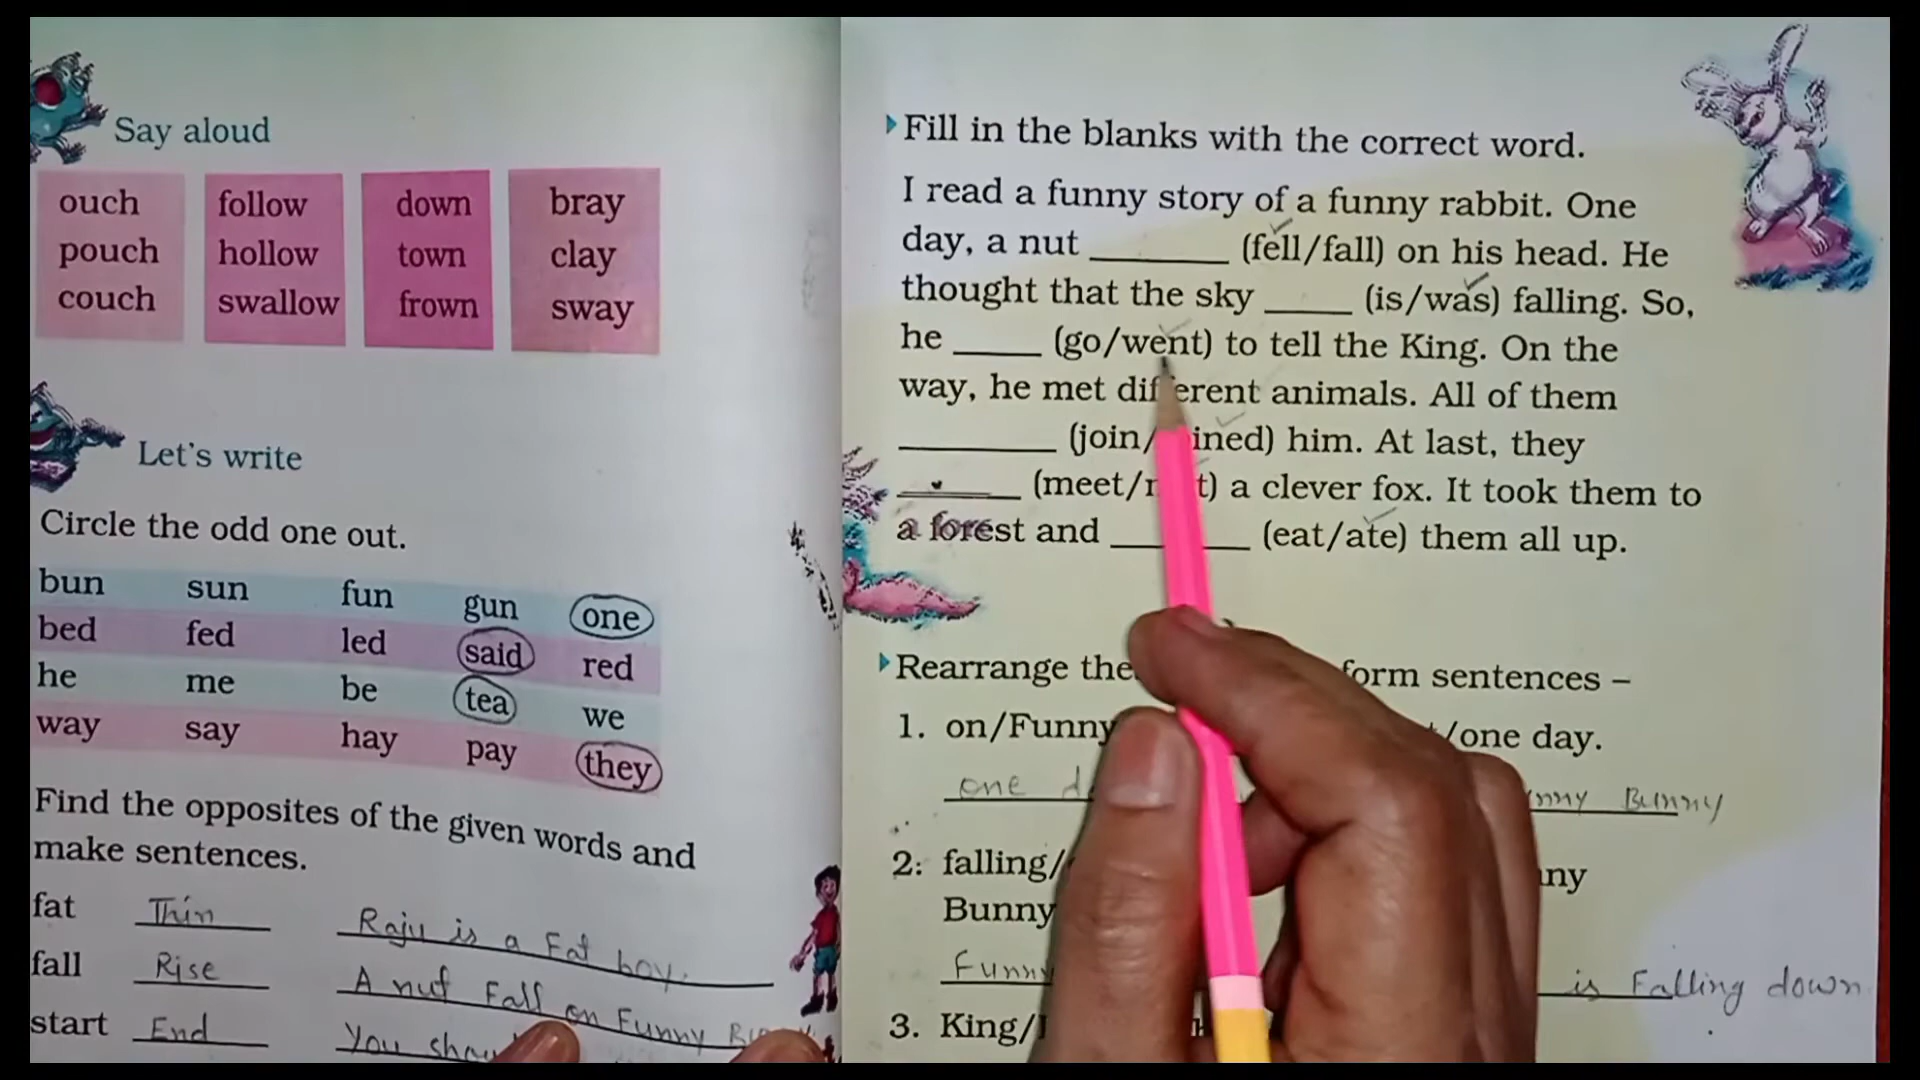 Say aloud
ouch follow down bray
pouch hollow town clay
couch swallow frown sway
Let's write
Circle the odd one out.
bun sun fun gun one
bed fed led said red
he me be tea we
way say hay pay they
Find the opposites of the given words and
make sentences.
fat Thin Raju is a Fat boy.
fall Rise A nut Fall on Funny
start End You
Fill in the blanks with the correct word.
I read a funny story of a funny rabbit. One
day, a nut ______ (fell/fall) on his head. He
thought that the sky ____ (is/was) falling. So,
he ____ (go/went) to tell the King. On the
way, he met different animals. All of them
_______ (join/ ined) him. At last, they
______ (meet/ t) a clever fox. It took them to
a forest and ______ (eat/ate) them all up.
Rearrange the form sentences –
1. on/Funny /one day.
one Bunny
2. falling/
Bunny
Funny is Falling down
3. King/